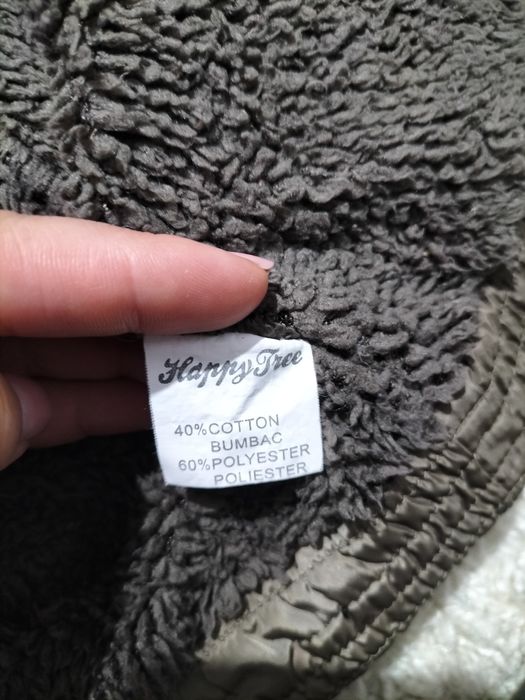 Happy Tree
40%COTTON
BUMBAC
60%POLYESTER
POLIESTER